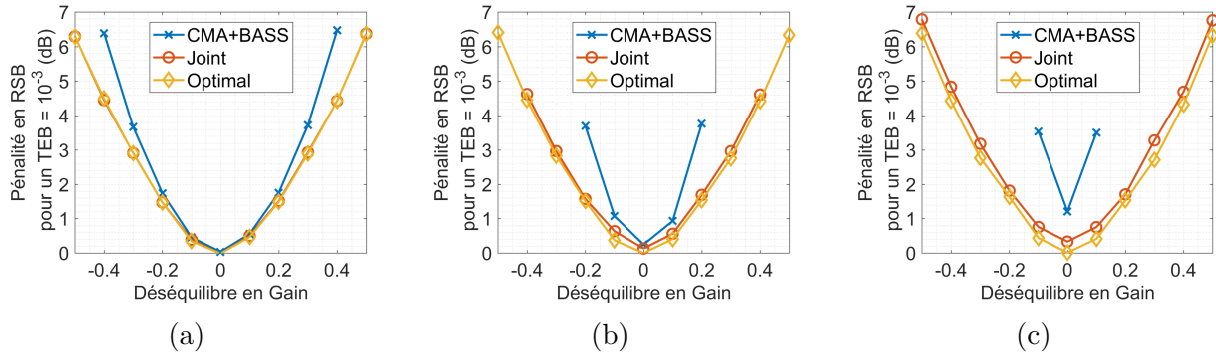 7
6
5
4
3
2
1
0
Pénalité en RSB
pour un TEB = 10⁻³ (dB)
CMA+BASS
Joint
Optimal
-0.4 -0.2 0 0.2 0.4
Déséquilibre en Gain
(a)
7
6
5
4
3
2
1
0
Pénalité en RSB
pour un TEB = 10⁻³ (dB)
CMA+BASS
Joint
Optimal
-0.4 -0.2 0 0.2 0.4
Déséquilibre en Gain
(b)
7
6
5
4
3
2
1
0
Pénalité en RSB
pour un TEB = 10⁻³ (dB)
CMA+BASS
Joint
Optimal
-0.4 -0.2 0 0.2 0.4
Déséquilibre en Gain
(c)